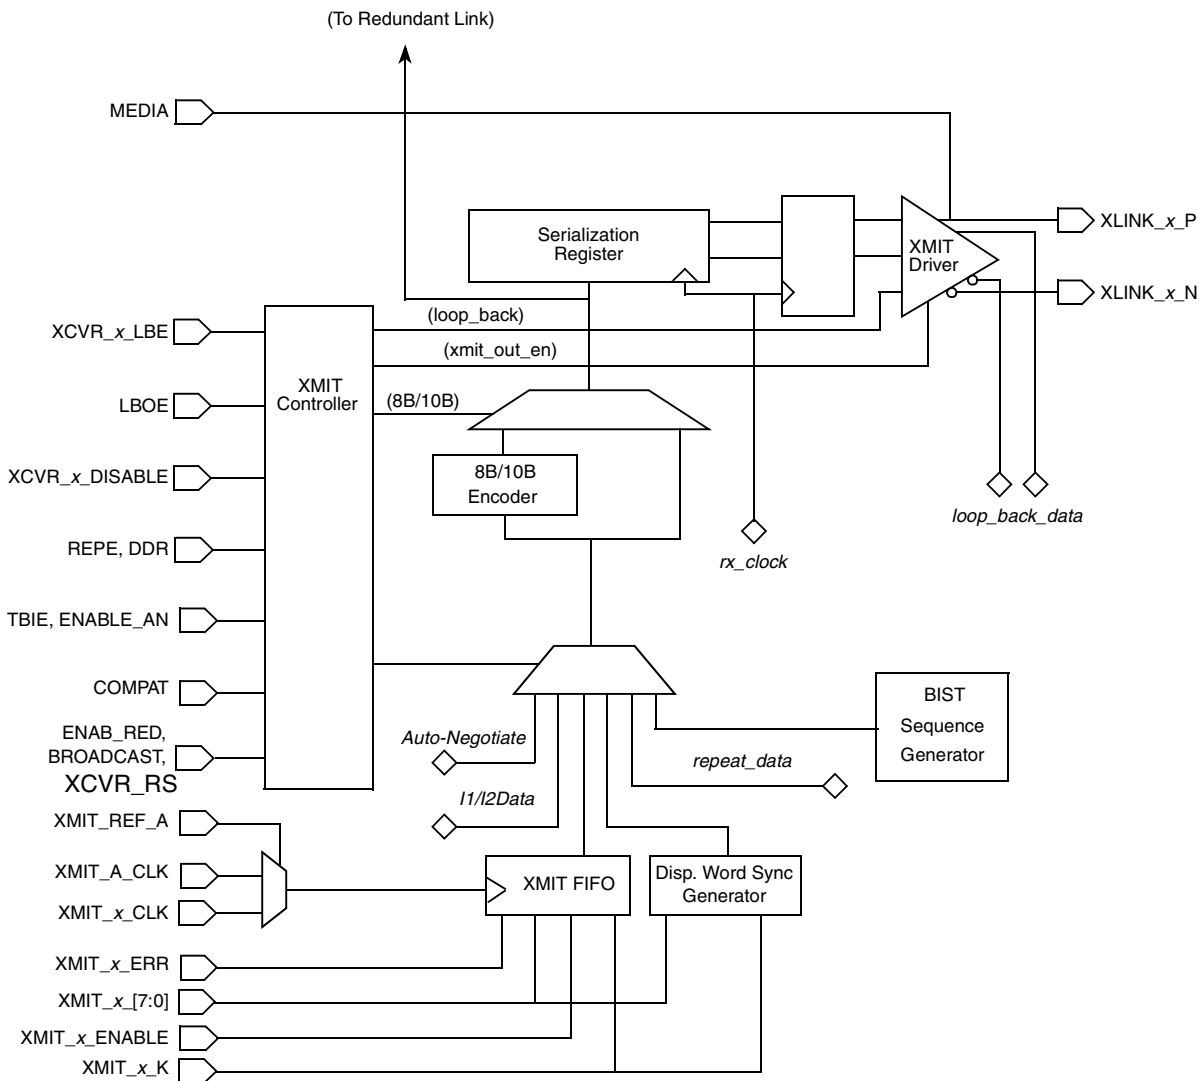 (To Redundant Link)
MEDIA
Serialization
Register
XMIT
Driver
XLINK_x_P
XLINK_x_N
XCVR_x_LBE
(loop_back)
(xmit_out_en)
XMIT
Controller
LBOE
(8B/10B)
XCVR_x_DISABLE
8B/10B
Encoder
loop_back_data
REPE, DDR
rx_clock
TBIE, ENABLE_AN
COMPAT
BIST
Sequence
Generator
ENAB_RED,
BROADCAST,
XCVR_RS
Auto-Negotiate
repeat_data
I1/I2Data
XMIT_REF_A
XMIT_A_CLK
XMIT FIFO
Disp. Word Sync
Generator
XMIT_x_CLK
XMIT_x_ERR
XMIT_x_[7:0]
XMIT_x_ENABLE
XMIT_x_K